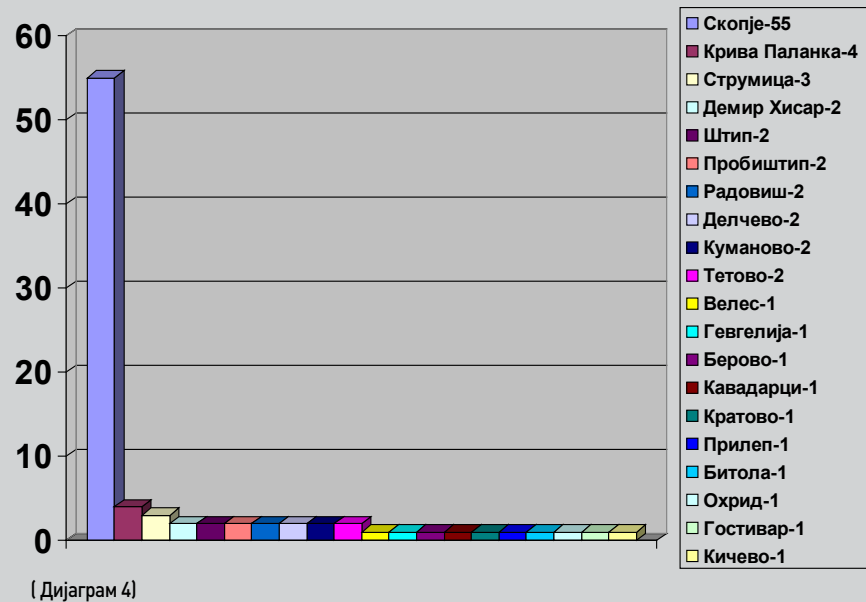 60
50
40
30
20
10
0
Скопје-55
Крива Паланка-4
Струмица-3
Демир Хисар-2
Штип-2
Пробиштип-2
Радовиш-2
Делчево-2
Куманово-2
Тетово-2
Велес-1
Гевгелија-1
Берово-1
Кавадарци-1
Кратово-1
Прилеп-1
Битола-1
Охрид-1
Гостивар-1
Кичево-1
( Дијаграм 4)